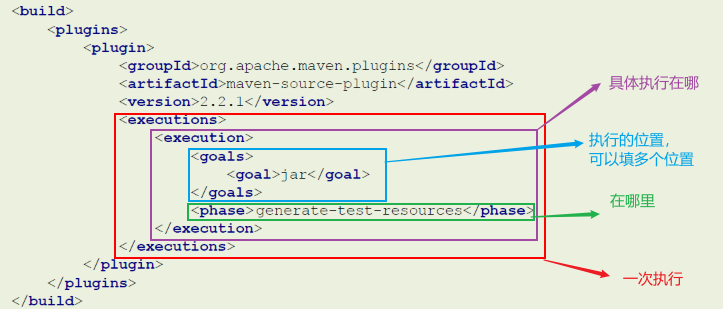 <build>
<plugins>
<plugin>
<groupId>org.apache.maven.plugins</groupId>
<artifactId>maven-source-plugin</artifactId>
<version>2.2.1</version>
<executions>
<execution>
<goals>
<goal>jar</goal>
</goals>
<phase>generate-test-resources</phase>
</execution>
</executions>
</plugin>
</plugins>
</build>
具体执行在哪
执行的位置，
可以填多个位置
在哪里
一次执行